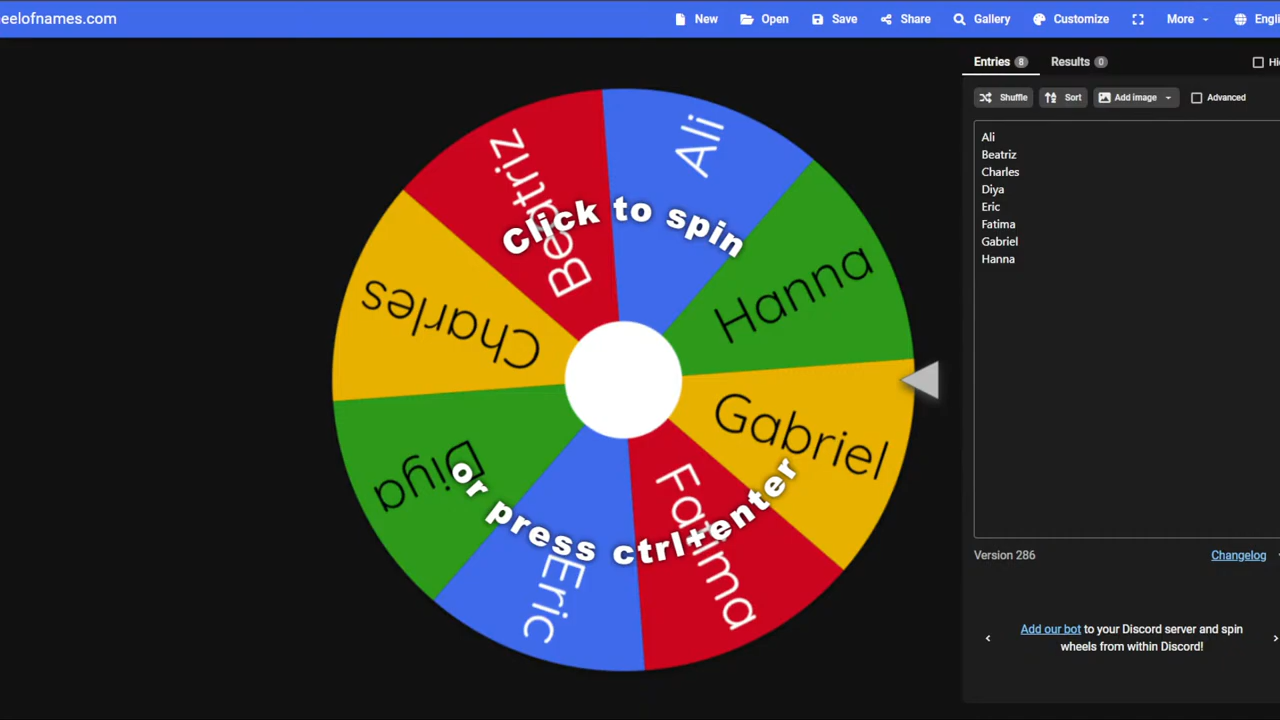 eelofnames.com
New
Open
Save
Share
Gallery
Customize
More
Engli
Entries 8
Results 0
Hi
Shuffle
Sort
Add image
Advanced
Ali
Beatriz
Charles
Diya
Eric
Fatima
Gabriel
Hanna
Click to spin
or press ctrl+enter
Ali
Hanna
Gabriel
Fatima
Eric
Diya
Charles
Beatriz
Version 286
Changelog
Add our bot to your Discord server and spin
wheels from within Discord!